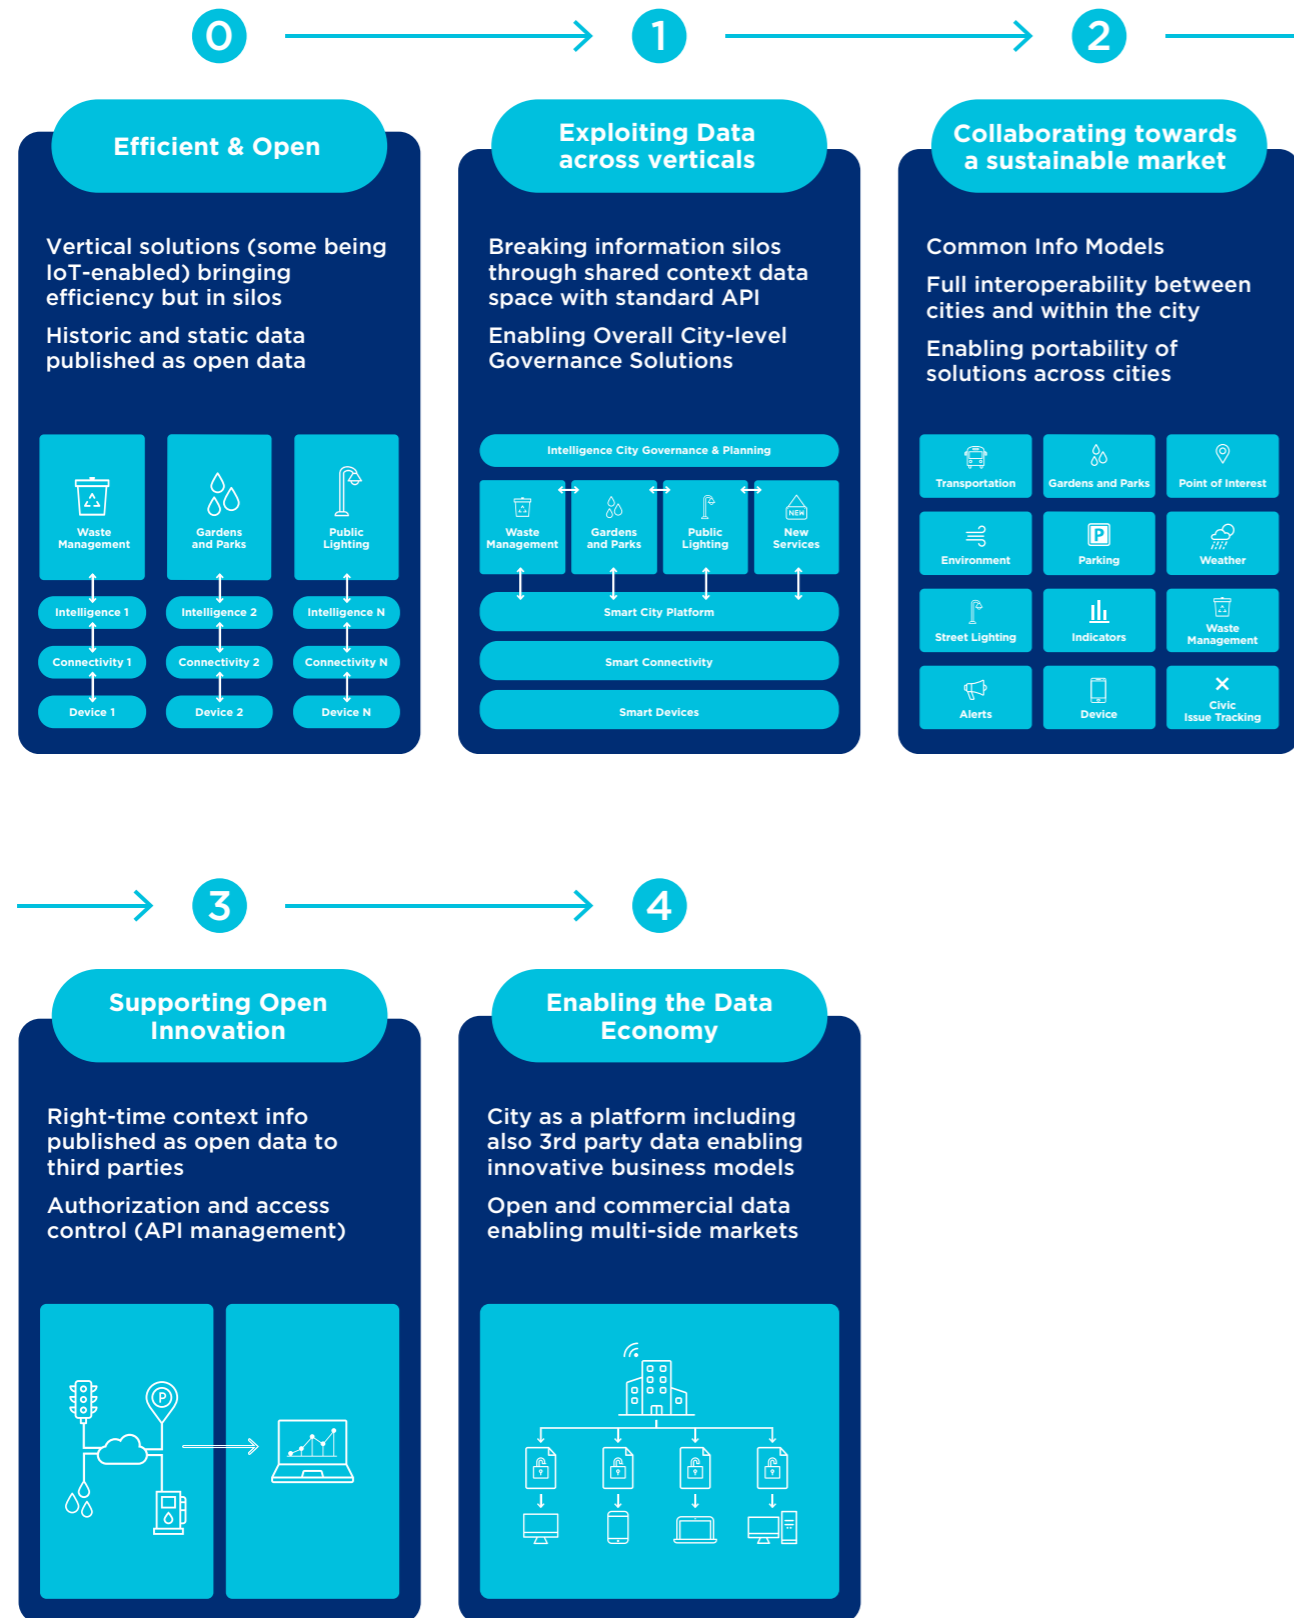 0
1
2
Efficient & Open
Vertical solutions (some being
IoT-enabled) bringing
efficiency but in silos
Historic and static data
published as open data
Waste
Management
Gardens
and Parks
Public
Lighting
Intelligence 1
Intelligence 2
Intelligence N
Connectivity 1
Connectivity 2
Connectivity N
Device 1
Device 2
Device N
Exploiting Data
across verticals
Breaking information silos
through shared context data
space with standard API
Enabling Overall City-level
Governance Solutions
Intelligence City Governance & Planning
Waste
Management
Gardens
and Parks
Public
Lighting
NEW
New
Services
Smart City Platform
Smart Connectivity
Smart Devices
Collaborating towards
a sustainable market
Common Info Models
Full interoperability between
cities and within the city
Enabling portability of
solutions across cities
Transportation
Gardens and Parks
Point of Interest
Environment
P
Parking
Weather
Street Lighting
Indicators
Waste
Management
Alerts
Device
Civic
Issue Tracking
3
4
Supporting Open
Innovation
Right-time context info
published as open data to
third parties
Authorization and access
control (API management)
P
Enabling the Data
Economy
City as a platform including
also 3rd party data enabling
innovative business models
Open and commercial data
enabling multi-side markets